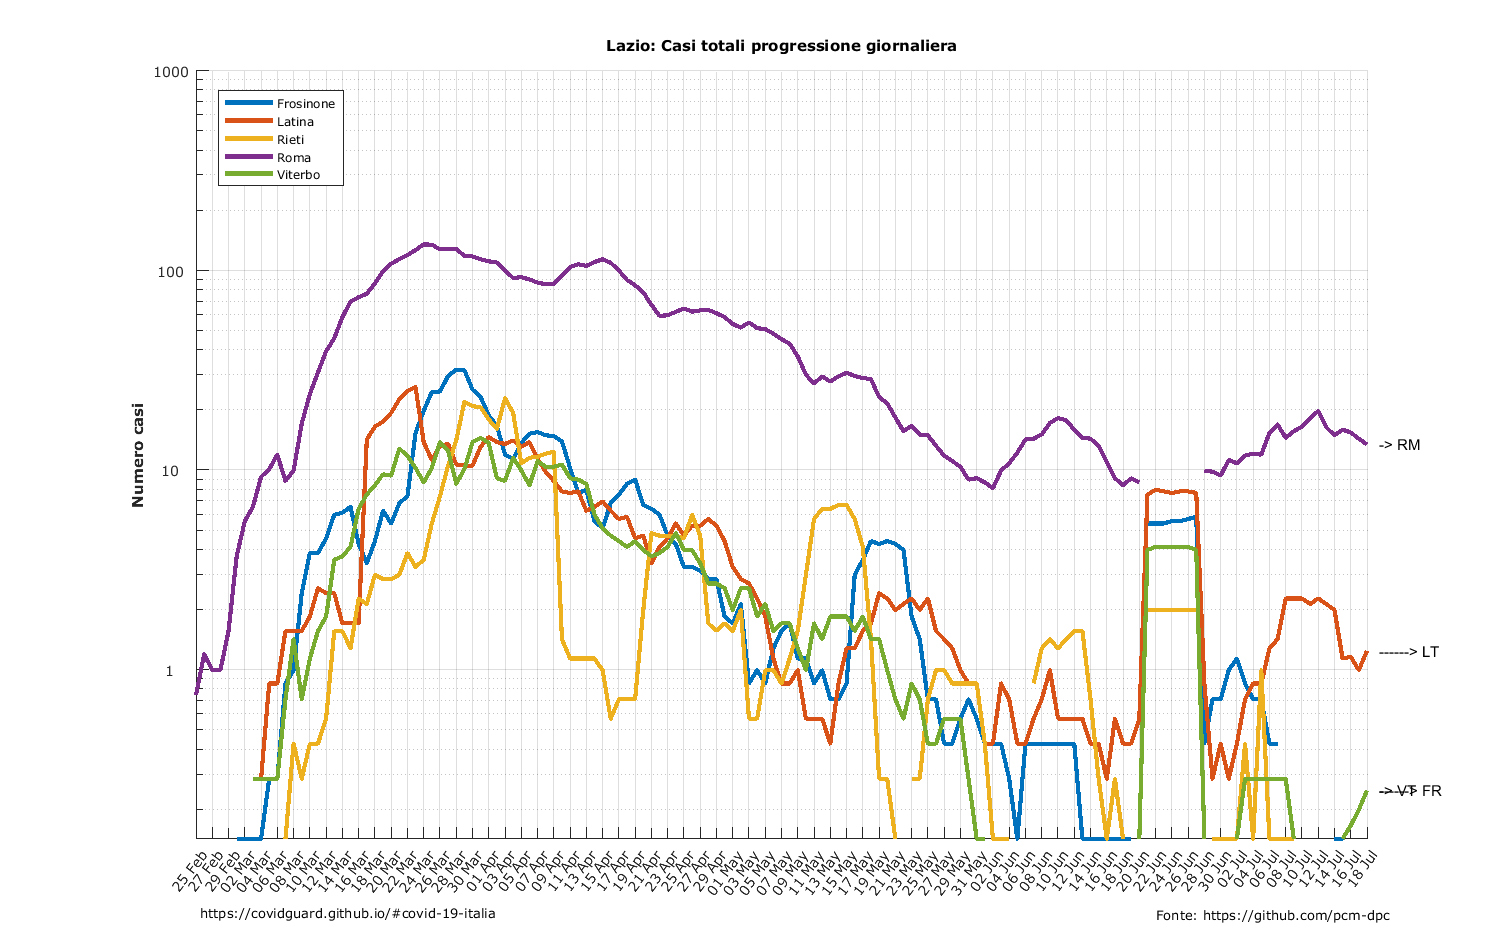 Lazio: Casi totali progressione giornaliera
1000
100
10
1
Numero casi
Frosinone
Latina
Rieti
Roma
Viterbo
-> RM
------> LT
-> VT
------> FR
25 Feb
27 Feb
29 Feb
02 Mar
04 Mar
06 Mar
08 Mar
10 Mar
12 Mar
14 Mar
16 Mar
18 Mar
20 Mar
22 Mar
24 Mar
26 Mar
28 Mar
30 Mar
01 Apr
03 Apr
05 Apr
07 Apr
09 Apr
11 Apr
13 Apr
15 Apr
17 Apr
19 Apr
21 Apr
23 Apr
25 Apr
27 Apr
29 Apr
01 May
03 May
05 May
07 May
09 May
11 May
13 May
15 May
17 May
19 May
21 May
23 May
25 May
27 May
29 May
31 May
02 Jun
04 Jun
06 Jun
08 Jun
10 Jun
12 Jun
14 Jun
16 Jun
18 Jun
20 Jun
22 Jun
24 Jun
26 Jun
28 Jun
30 Jun
02 Jul
04 Jul
06 Jul
08 Jul
10 Jul
12 Jul
14 Jul
16 Jul
18 Jul
https://covidguard.github.io/#covid-19-italia
Fonte: https://github.com/pcm-dpc